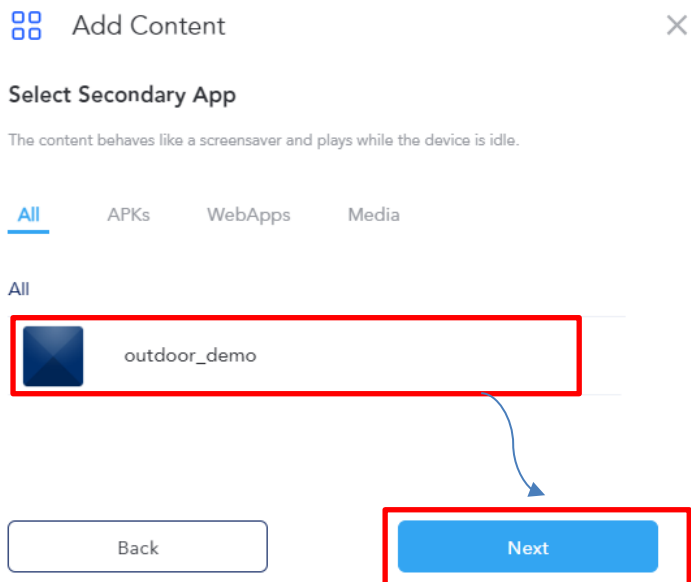 Add Content
Select Secondary App
The content behaves like a screensaver and plays while the device is idle.
All APKs WebApps Media
All
outdoor_demo
Back Next